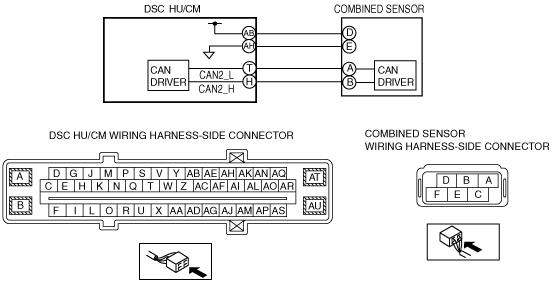 DSC HU/CM
COMBINED SENSOR
AB D
AH E
CAN DRIVER
T A
CAN2_L
H B
CAN2_H
CAN DRIVER
DSC HU/CM WIRING HARNESS-SIDE CONNECTOR
A D G J M P S V Y AB AE AH AK AN AQ AT
C E H K N Q T W Z AC AF AI AL AO AR
B F I L O R U X AA AD AG AJ AM AP AS AU
COMBINED SENSOR
WIRING HARNESS-SIDE CONNECTOR
D B A
F E C